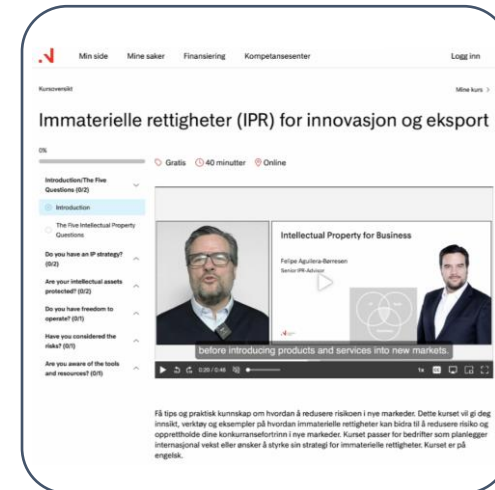 Min side Mine saker Finansiering Kompetansesenter Logg inn
Kursoversikt Mine kurs >
Immaterielle rettigheter (IPR) for innovasjon og eksport
0%
Gratis 40 minutter Online
Introduction/The Five
Questions (0/2)
Introduction
The Five Intellectual Property
Questions
Do you have an IP strategy?
(0/2)
Are your intellectual assets
protected? (0/2)
Do you have freedom to
operate? (0/1)
Have you considered the
risks? (0/1)
Are you aware of the tools
and resources? (0/1)
Intellectual Property for Business
Felipe Aguilera-Børresen
Senior IPR-Advisor
before introducing products and services into new markets.
1x
Få tips og praktisk kunnskap om hvordan å redusere risikoen i nye markeder. Dette kurset vil gi deg
innsikt, verktøy og eksempler på hvordan immaterielle rettigheter kan bidra til å redusere risiko og
opprettholde dine konkurransefortrinn i nye markeder. Kurset passer for bedrifter som planlegger
internasjonal vekst eller ønsker å styrke sin strategi for immaterielle rettigheter. Kurset er på
engelsk.